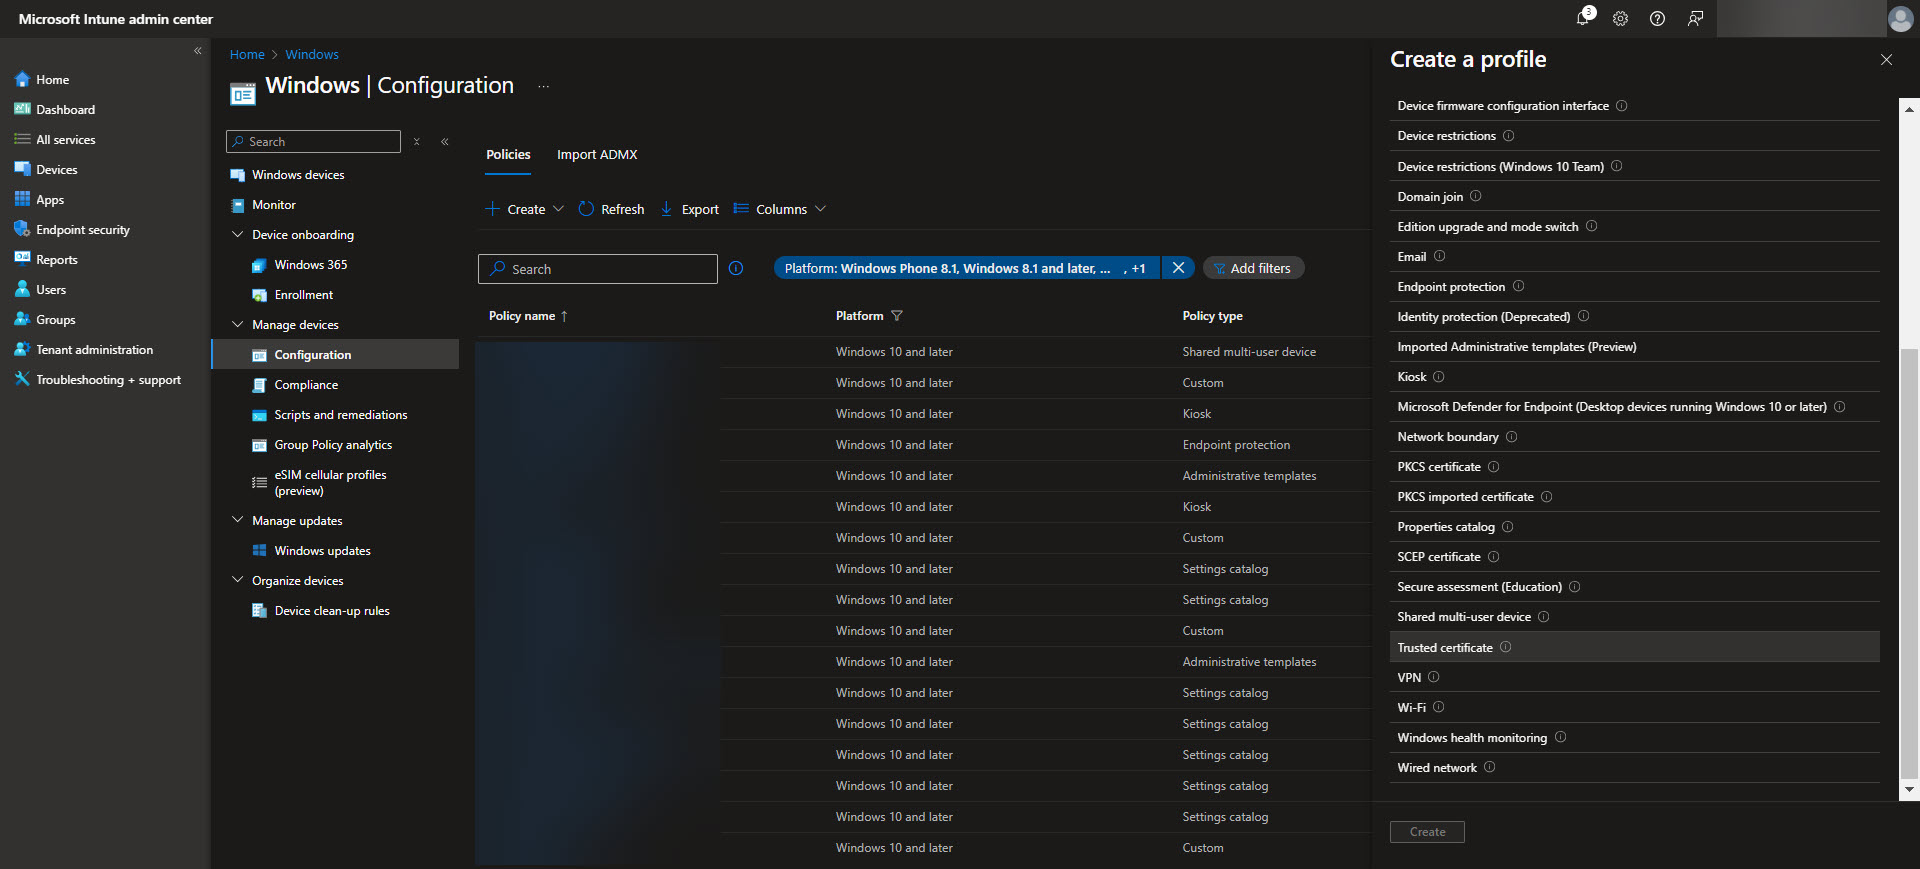 Microsoft Intune admin center
3
Home
Dashboard
All services
Devices
Apps
Endpoint security
Reports
Users
Groups
Tenant administration
Troubleshooting + support
Home > Windows
Windows | Configuration ...
Search
Windows devices
Monitor
Device onboarding
Windows 365
Enrollment
Manage devices
Configuration
Compliance
Scripts and remediations
Group Policy analytics
eSIM cellular profiles
(preview)
Manage updates
Windows updates
Organize devices
Device clean-up rules
Policies Import ADMX
Create Refresh Export Columns
Search Platform: Windows Phone 8.1, Windows 8.1 and later, ... , +1 Add filters
Policy name ↑ Platform Policy type
Windows 10 and later Shared multi-user device
Windows 10 and later Custom
Windows 10 and later Kiosk
Windows 10 and later Endpoint protection
Windows 10 and later Administrative templates
Windows 10 and later Kiosk
Windows 10 and later Custom
Windows 10 and later Settings catalog
Windows 10 and later Settings catalog
Windows 10 and later Custom
Windows 10 and later Administrative templates
Windows 10 and later Settings catalog
Windows 10 and later Settings catalog
Windows 10 and later Settings catalog
Windows 10 and later Settings catalog
Windows 10 and later Settings catalog
Windows 10 and later Custom
Create a profile
Device firmware configuration interface
Device restrictions
Device restrictions (Windows 10 Team)
Domain join
Edition upgrade and mode switch
Email
Endpoint protection
Identity protection (Deprecated)
Imported Administrative templates (Preview)
Kiosk
Microsoft Defender for Endpoint (Desktop devices running Windows 10 or later)
Network boundary
PKCS certificate
PKCS imported certificate
Properties catalog
SCEP certificate
Secure assessment (Education)
Shared multi-user device
Trusted certificate
VPN
Wi-Fi
Windows health monitoring
Wired network
Create